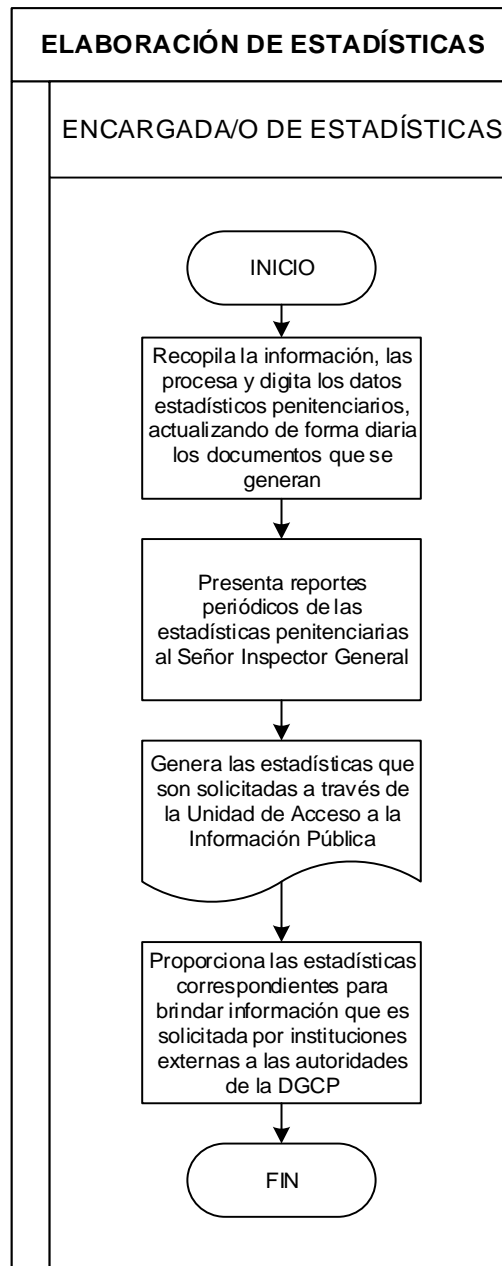 ELABORACIÓN DE ESTADÍSTICAS
ENCARGADA/O DE ESTADÍSTICAS
INICIO
Recopila la información, las
procesa y digita los datos
estadísticos penitenciarios,
actualizando de forma diaria
los documentos que se
generan
Presenta reportes
periódicos de las
estadísticas penitenciarias
al Señor Inspector General
Genera las estadísticas que
son solicitadas a través de
la Unidad de Acceso a la
Información Pública
Proporciona las estadísticas
correspondientes para
brindar información que es
solicitada por instituciones
externas a las autoridades
de la DGCP
FIN